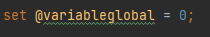 set @variableglobal = 0;